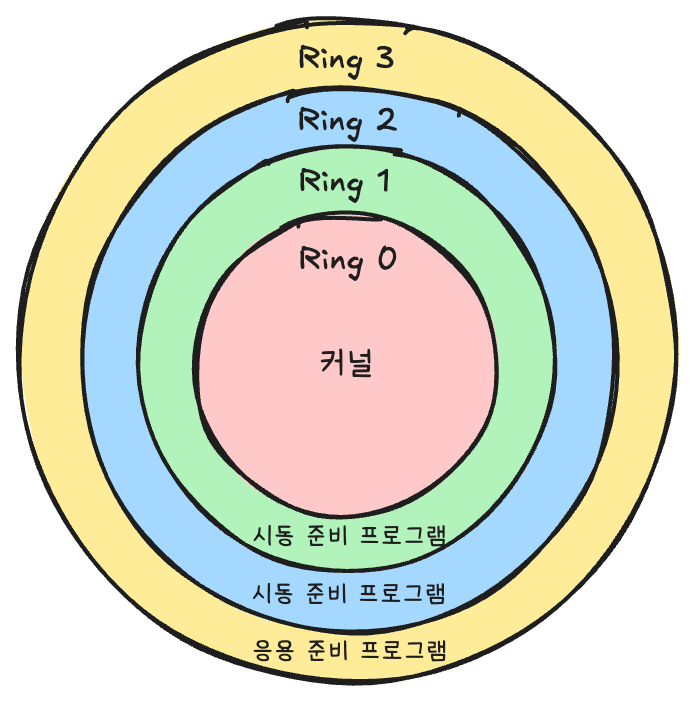 Ring 3
Ring 2
Ring 1
Ring 0
커널
시동 준비 프로그램
시동 준비 프로그램
응용 준비 프로그램